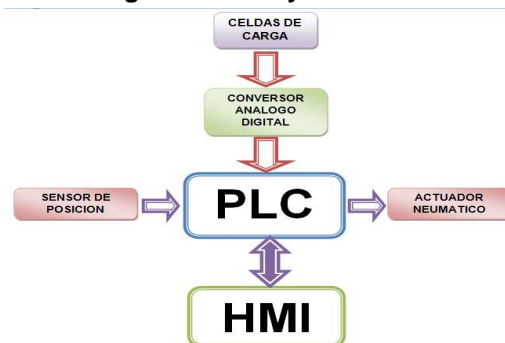 CELDAS DE
CARGA
CONVERSOR
ANALOGO
DIGITAL
SENSOR DE
POSICION
PLC
ACTUADOR
NEUMATICO
HMI